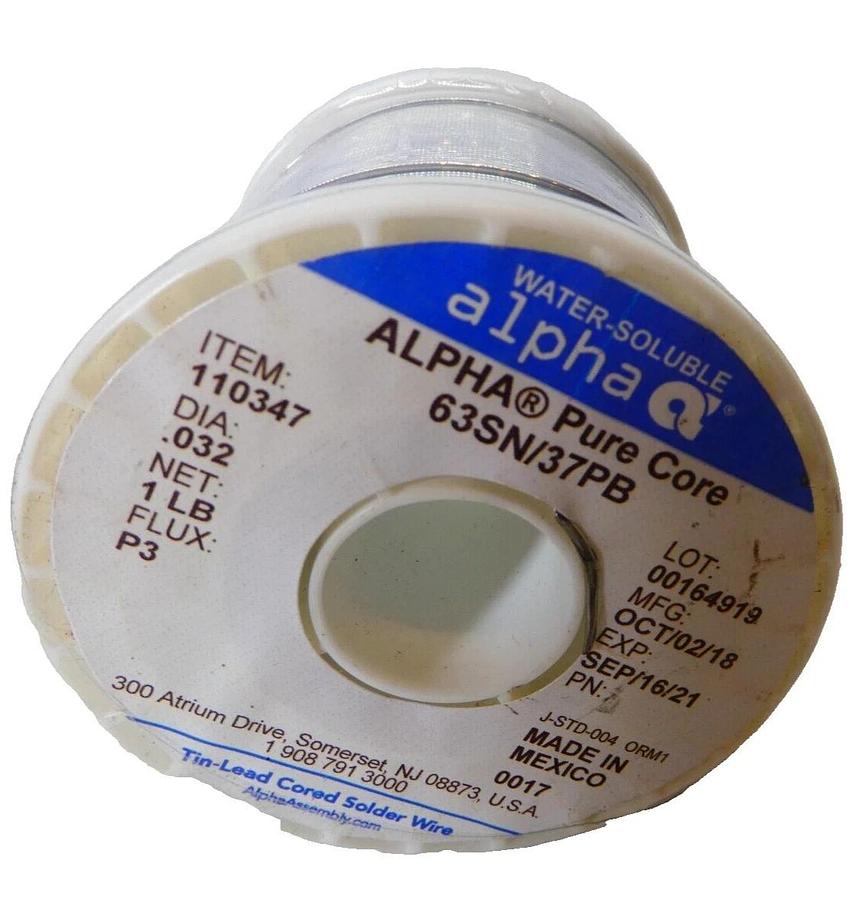 WATER-SOLUBLE
alpha a®
ALPHA® Pure Core
63SN/37PB
ITEM:
110347
DIA:
.032
NET:
1 LB
FLUX:
P3
LOT:
00164919
MFG:
OCT/02/18
EXP:
SEP/16/21
PN:
J-STD-004 ORM1
MADE IN
MEXICO
0017
300 Atrium Drive, Somerset, NJ 08873, U.S.A.
1 908 791 3000
Tin-Lead Cored Solder Wire
AlphaAssembly.com